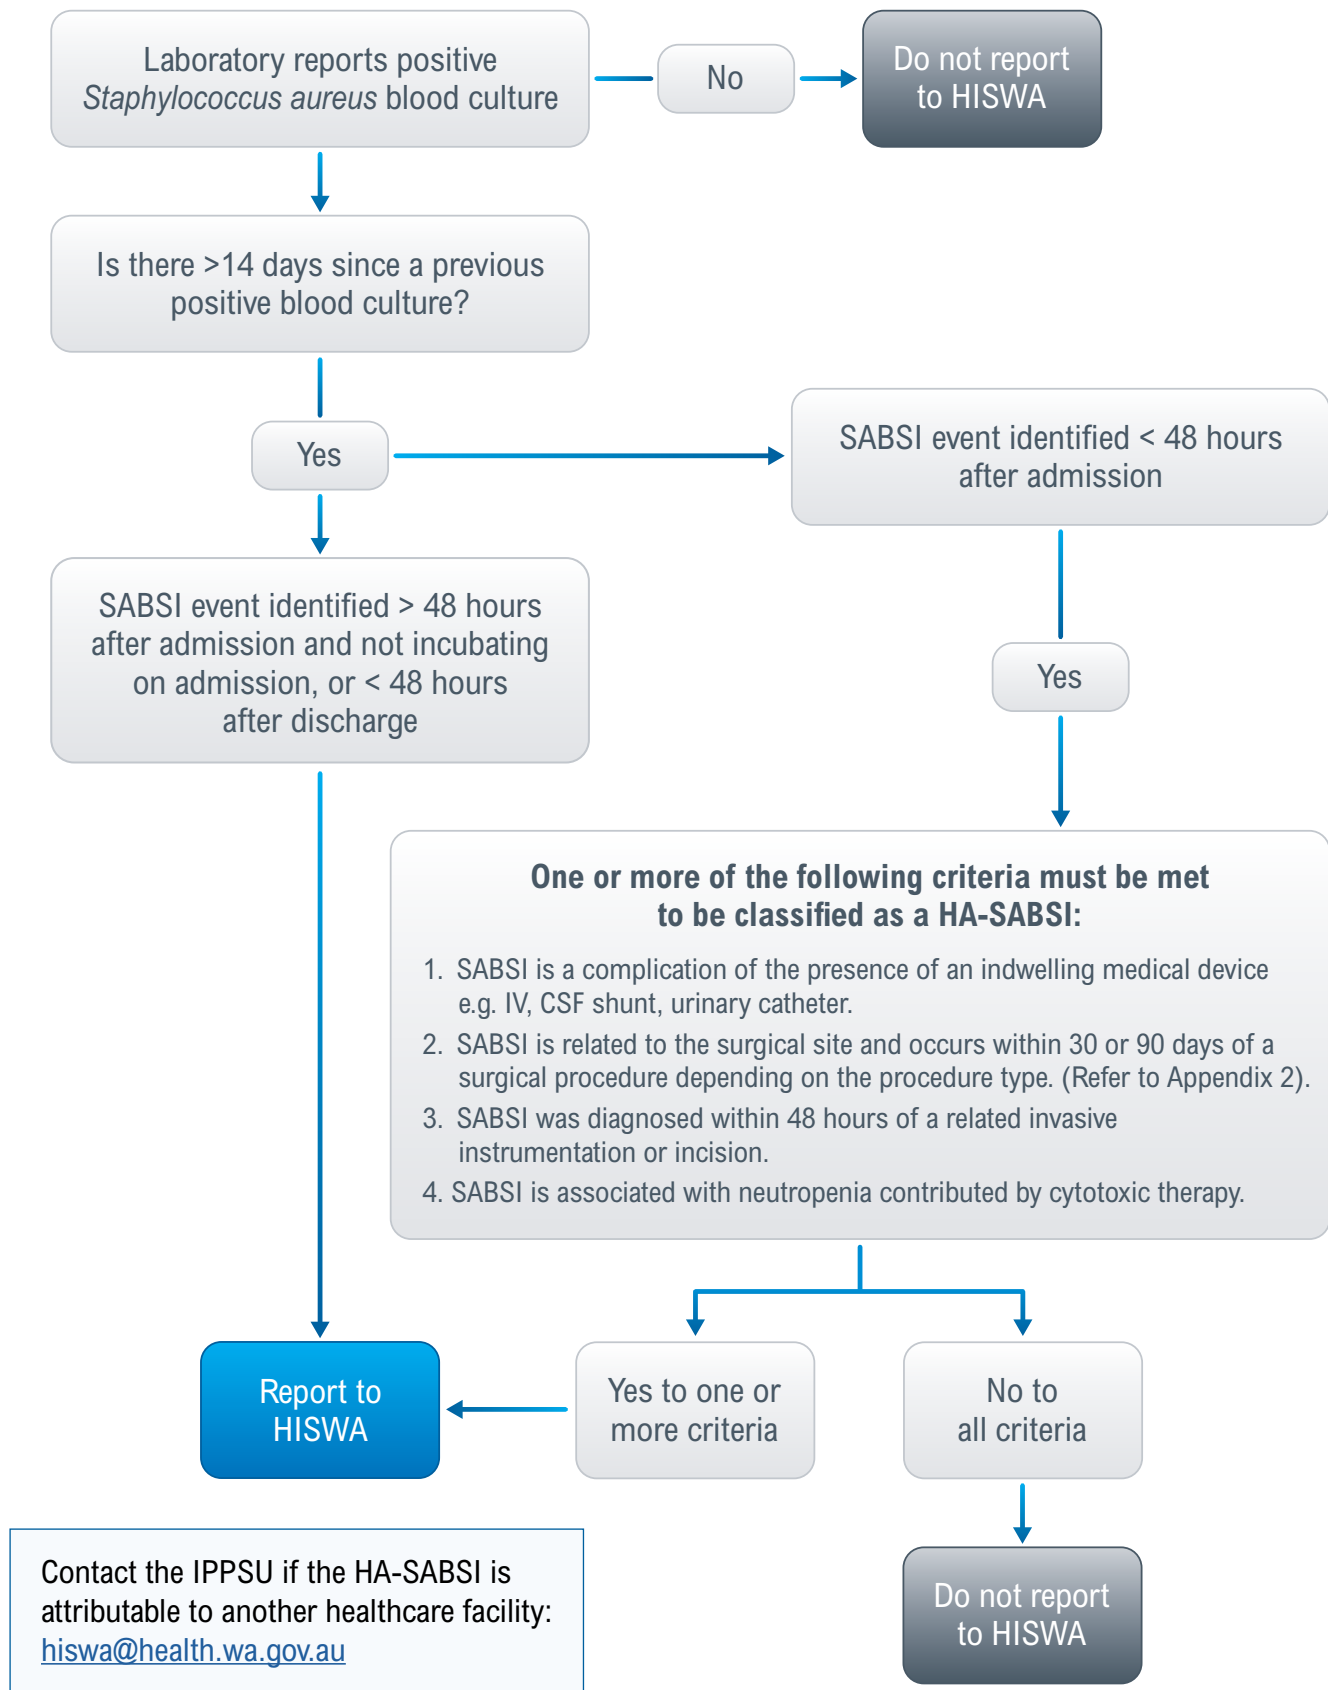 Laboratory reports positive
Staphylococcus aureus blood culture
No
Do not report
to HISWA
Is there >14 days since a previous
positive blood culture?
Yes
SABSI event identified < 48 hours
after admission
SABSI event identified > 48 hours
after admission and not incubating
on admission, or < 48 hours
after discharge
Yes
One or more of the following criteria must be met
to be classified as a HA-SABSI:
1. SABSI is a complication of the presence of an indwelling medical device
e.g. IV, CSF shunt, urinary catheter.
2. SABSI is related to the surgical site and occurs within 30 or 90 days of a
surgical procedure depending on the procedure type. (Refer to Appendix 2).
3. SABSI was diagnosed within 48 hours of a related invasive
instrumentation or incision.
4. SABSI is associated with neutropenia contributed by cytotoxic therapy.
Report to
HISWA
Yes to one or
more criteria
No to
all criteria
Contact the IPPSU if the HA-SABSI is
attributable to another healthcare facility:
hiswa@health.wa.gov.au
Do not report
to HISWA